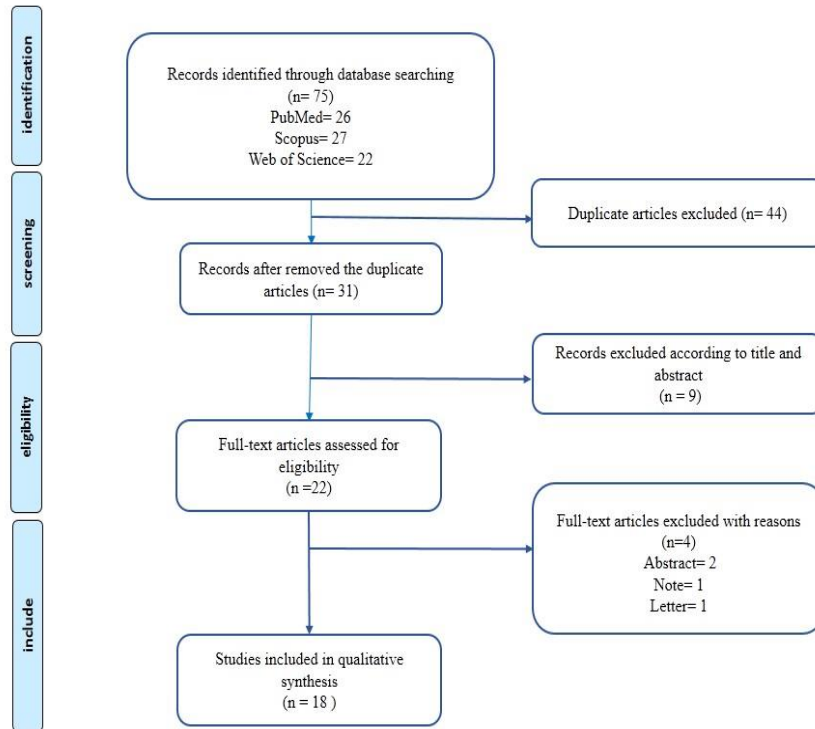 identification
Records identified through database searching
(n= 75)
PubMed= 26
Scopus= 27
Web of Science= 22
screening
Duplicate articles excluded (n= 44)
Records after removed the duplicate
articles (n= 31)
Records excluded according to title and
abstract
(n = 9)
eligibility
Full-text articles assessed for
eligibility
(n =22)
Full-text articles excluded with reasons
(n=4)
Abstract= 2
Note= 1
Letter= 1
include
Studies included in qualitative
synthesis
(n = 18 )